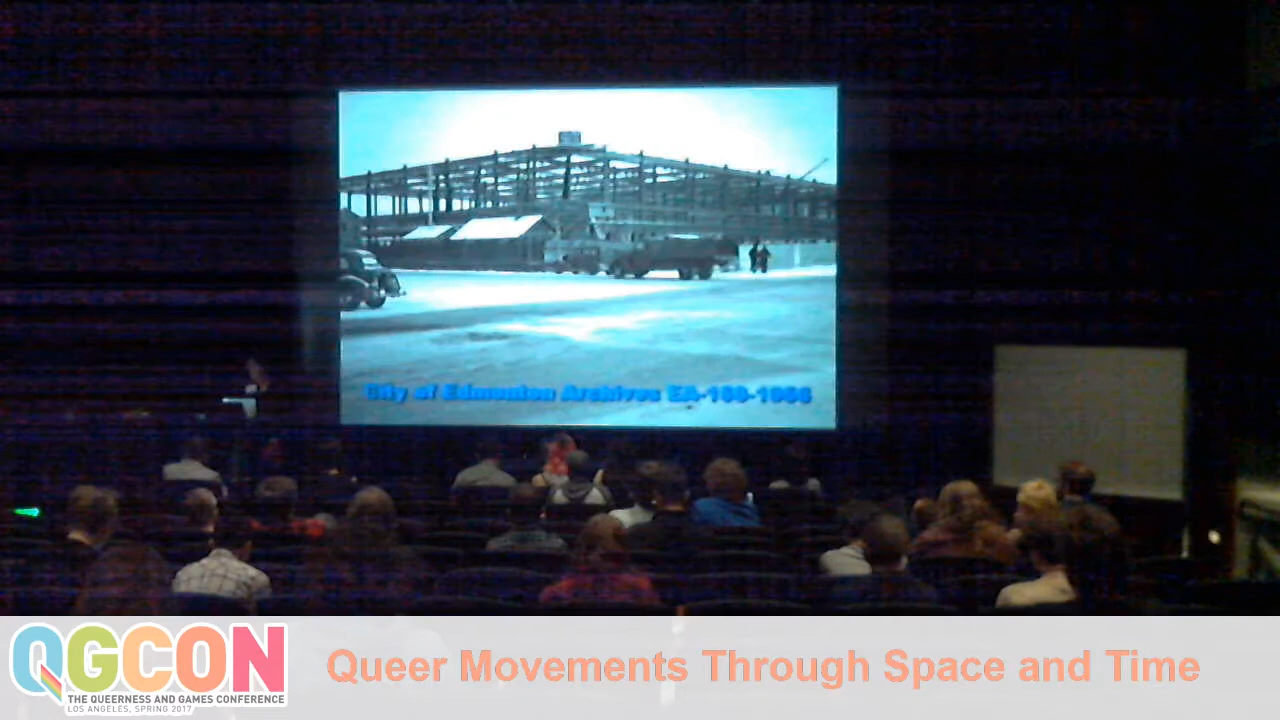 City of Edmonton Archives EA-160-1056
QGCON
THE QUEERNESS AND GAMES CONFERENCE
LOS ANGELES, SPRING 2017
Queer Movements Through Space and Time